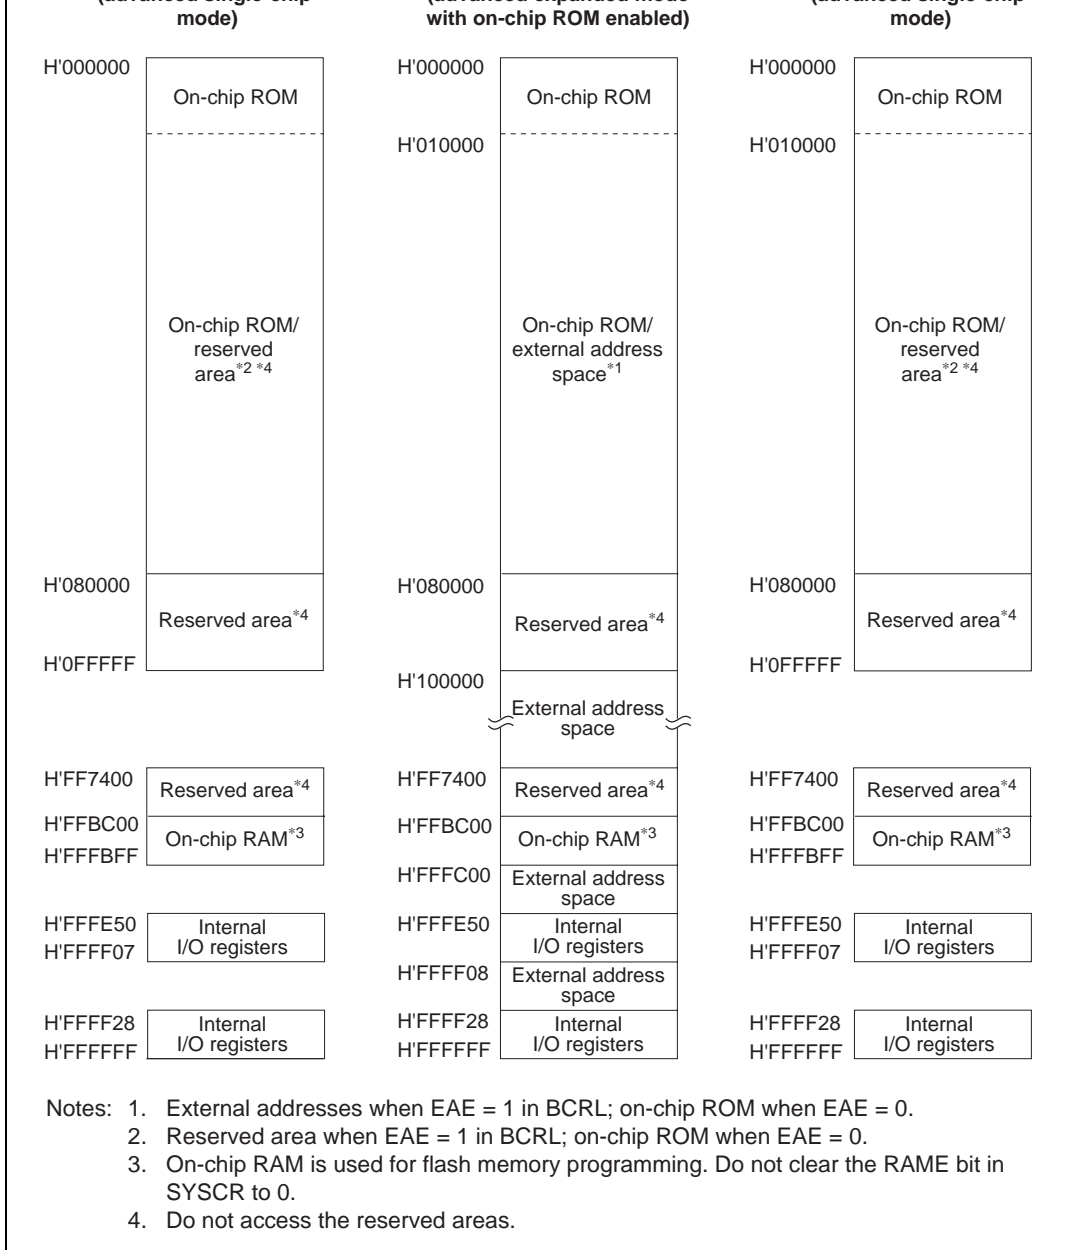 mode)
H'000000
On-chip ROM
On-chip ROM/
reserved
area*2 *4
H'080000
Reserved area*4
H'0FFFFF
H'FF7400
Reserved area*4
H'FFBC00
On-chip RAM*3
H'FFFBFF
H'FFFE50
Internal
I/O registers
H'FFFF07
H'FFFF28
Internal
I/O registers
H'FFFFFF
with on-chip ROM enabled)
H'000000
On-chip ROM
H'010000
On-chip ROM/
external address
space*1
H'080000
Reserved area*4
H'100000
External address
space
H'FF7400
Reserved area*4
H'FFBC00
On-chip RAM*3
H'FFFC00
External address
space
H'FFFE50
Internal
I/O registers
H'FFFF08
External address
space
H'FFFF28
Internal
I/O registers
H'FFFFFF
mode)
H'000000
On-chip ROM
H'010000
On-chip ROM/
reserved
area*2 *4
H'080000
Reserved area*4
H'0FFFFF
H'FF7400
Reserved area*4
H'FFBC00
On-chip RAM*3
H'FFFBFF
H'FFFE50
Internal
I/O registers
H'FFFF07
H'FFFF28
Internal
I/O registers
H'FFFFFF
Notes: 1. External addresses when EAE = 1 in BCRL; on-chip ROM when EAE = 0.
2. Reserved area when EAE = 1 in BCRL; on-chip ROM when EAE = 0.
3. On-chip RAM is used for flash memory programming. Do not clear the RAME bit in
SYSCR to 0.
4. Do not access the reserved areas.